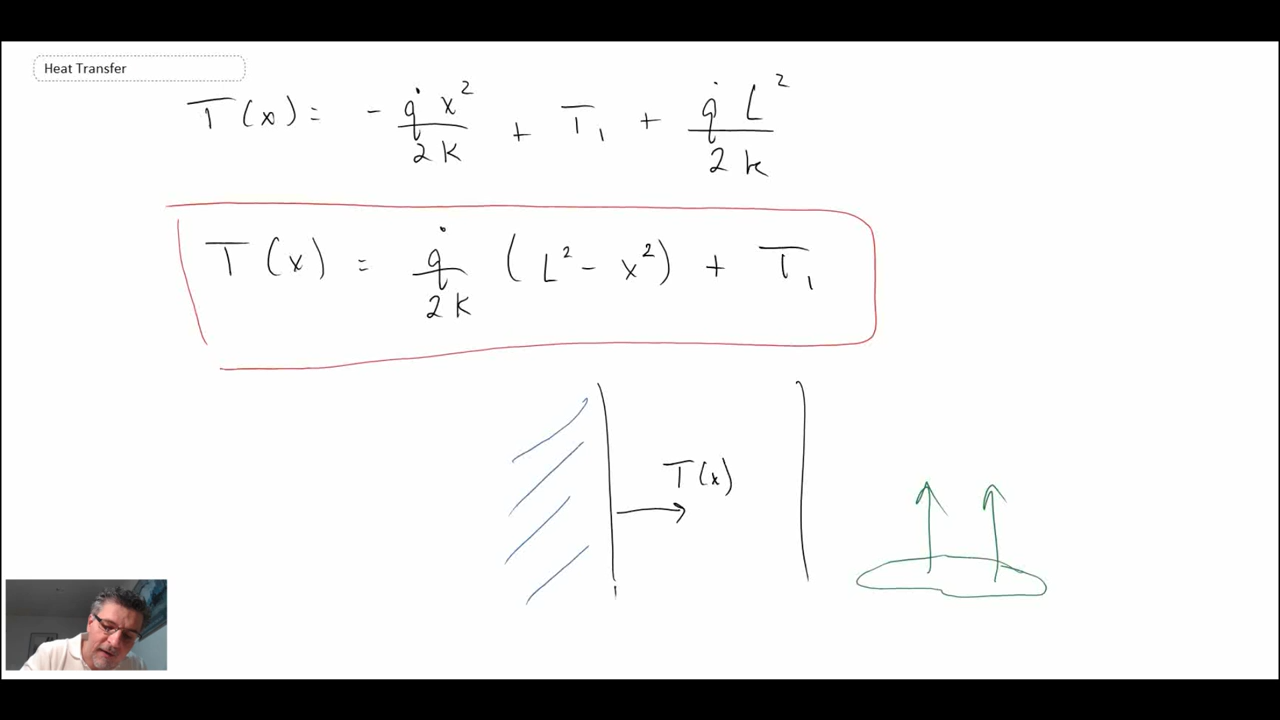 Heat Transfer
T(x) = - q̇ x² / 2k + T₁ + q̇ L² / 2k
T(x) = q̇ / 2k (L² - x²) + T₁
T(x)